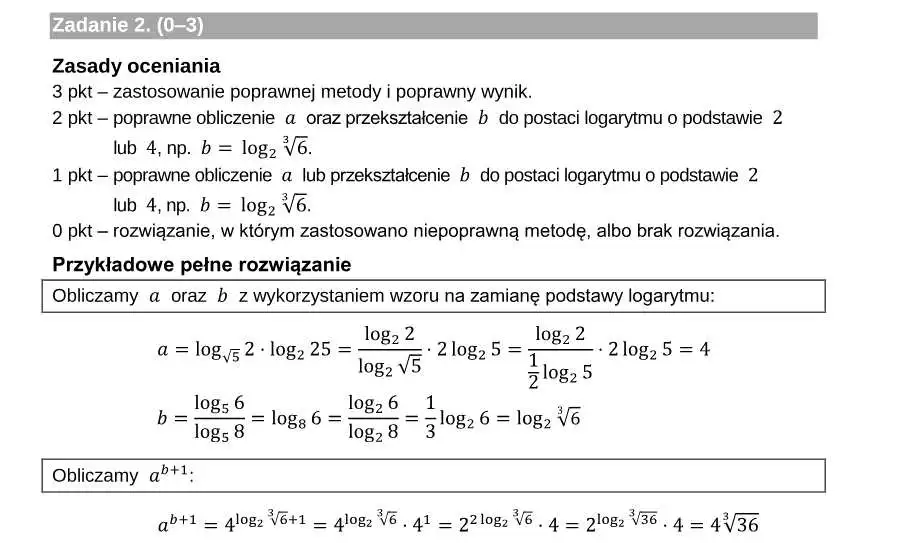 Zadanie 2. (0–3)
Zasady oceniania
3 pkt – zastosowanie poprawnej metody i poprawny wynik.
2 pkt – poprawne obliczenie a oraz przekształcenie b do postaci logarytmu o podstawie 2
lub 4, np. b = log₂ ∛6.
1 pkt – poprawne obliczenie a lub przekształcenie b do postaci logarytmu o podstawie 2
lub 4, np. b = log₂ ∛6.
0 pkt – rozwiązanie, w którym zastosowano niepoprawną metodę, albo brak rozwiązania.
Przykładowe pełne rozwiązanie
Obliczamy a oraz b z wykorzystaniem wzoru na zamianę podstawy logarytmu:
a = log_√5 2 · log₂ 25 = (log₂ 2)/(log₂ √5) · 2 log₂ 5 = (log₂ 2)/(1/2 log₂ 5) · 2 log₂ 5 = 4
b = (log₅ 6)/(log₅ 8) = log₈ 6 = (log₂ 6)/(log₂ 8) = 1/3 log₂ 6 = log₂ ∛6
Obliczamy a^(b+1):
a^(b+1) = 4^(log₂ ∛6+1) = 4^(log₂ ∛6) · 4¹ = 2^(2 log₂ ∛6) · 4 = 2^(log₂ ∛36) · 4 = 4∛36